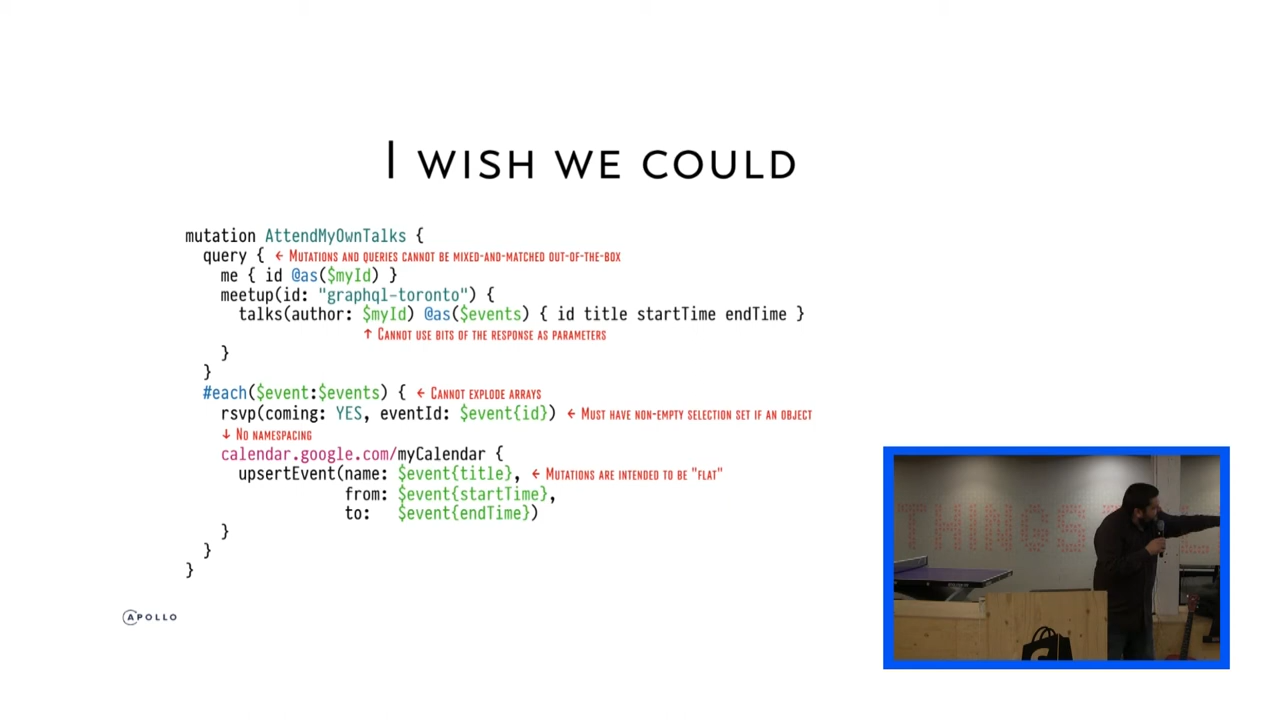 I WISH WE COULD
mutation AttendMyOwnTalks {
query { ← MUTATIONS AND QUERIES CANNOT BE MIXED-AND-MATCHED OUT-OF-THE-BOX
me { id @as($myId) }
meetup(id: "graphql-toronto") {
talks(author: $myId) @as($events) { id title startTime endTime }
↑ CANNOT USE BITS OF THE RESPONSE AS PARAMETERS
}
}
#each($event:$events) { ← CANNOT EXPLODE ARRAYS
rsvp(coming: YES, eventId: $event{id}) ← MUST HAVE NON-EMPTY SELECTION SET IF AN OBJECT
↓ NO NAMESPACING
calendar.google.com/myCalendar {
upsertEvent(name: $event{title}, ← MUTATIONS ARE INTENDED TO BE "FLAT"
from: $event{startTime},
to: $event{endTime})
}
}
}
APOLLO
THINGS